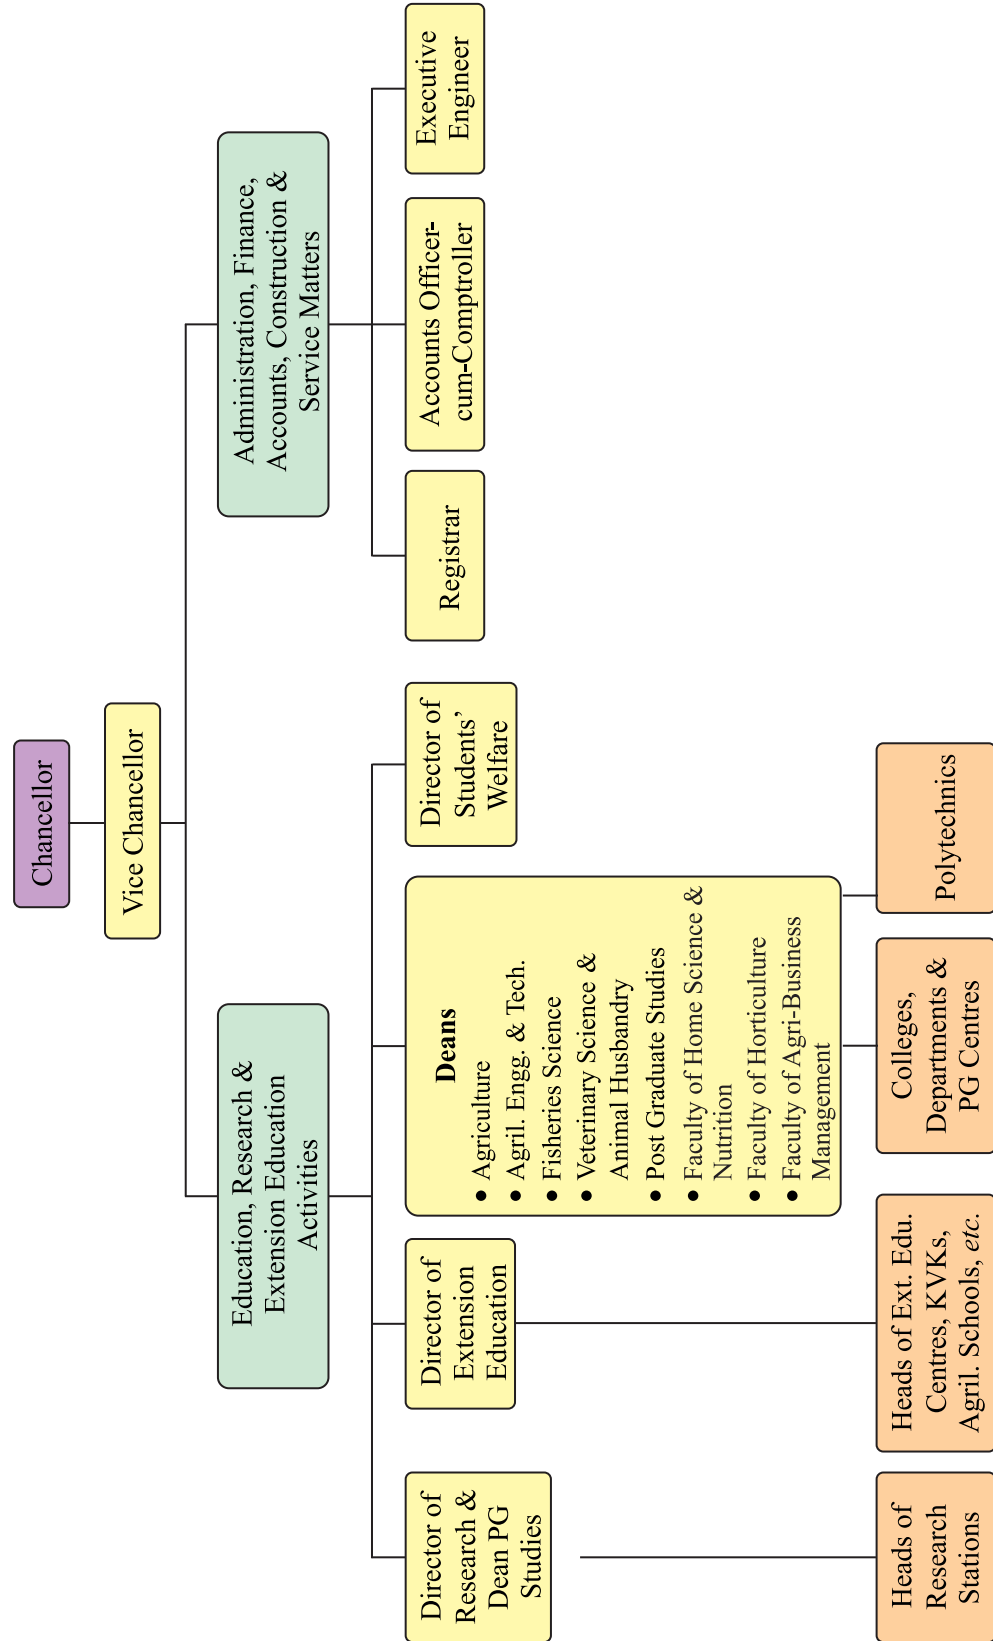 Chancellor
Vice Chancellor
Education, Research &
Extension Education
Activities
Administration, Finance,
Accounts, Construction &
Service Matters
Director of
Research &
Dean PG
Studies
Director of
Extension
Education
Deans
• Agriculture
• Agril. Engg. & Tech.
• Fisheries Science
• Veterinary Science &
Animal Husbandry
• Post Graduate Studies
• Faculty of Home Science &
Nutrition
• Faculty of Horticulture
• Faculty of Agri-Business
Management
Director of
Students’
Welfare
Registrar
Accounts Officer-
cum-Comptroller
Executive
Engineer
Heads of
Research
Stations
Heads of Ext. Edu.
Centres, KVKs,
Agril. Schools, etc.
Colleges,
Departments &
PG Centres
Polytechnics